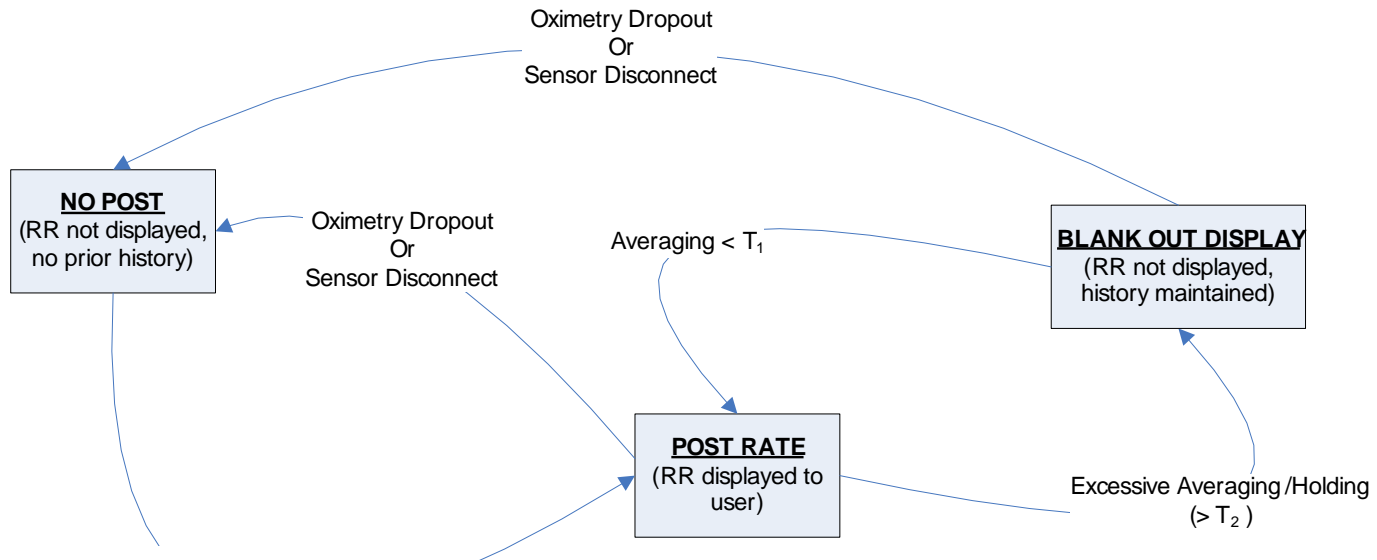 Oximetry Dropout
Or
Sensor Disconnect
NO POST
(RR not displayed,
no prior history)
Oximetry Dropout
Or
Sensor Disconnect
Averaging < T₁
BLANK OUT DISPLAY
(RR not displayed,
history maintained)
POST RATE
(RR displayed to
user)
Excessive Averaging /Holding
(> T₂ )